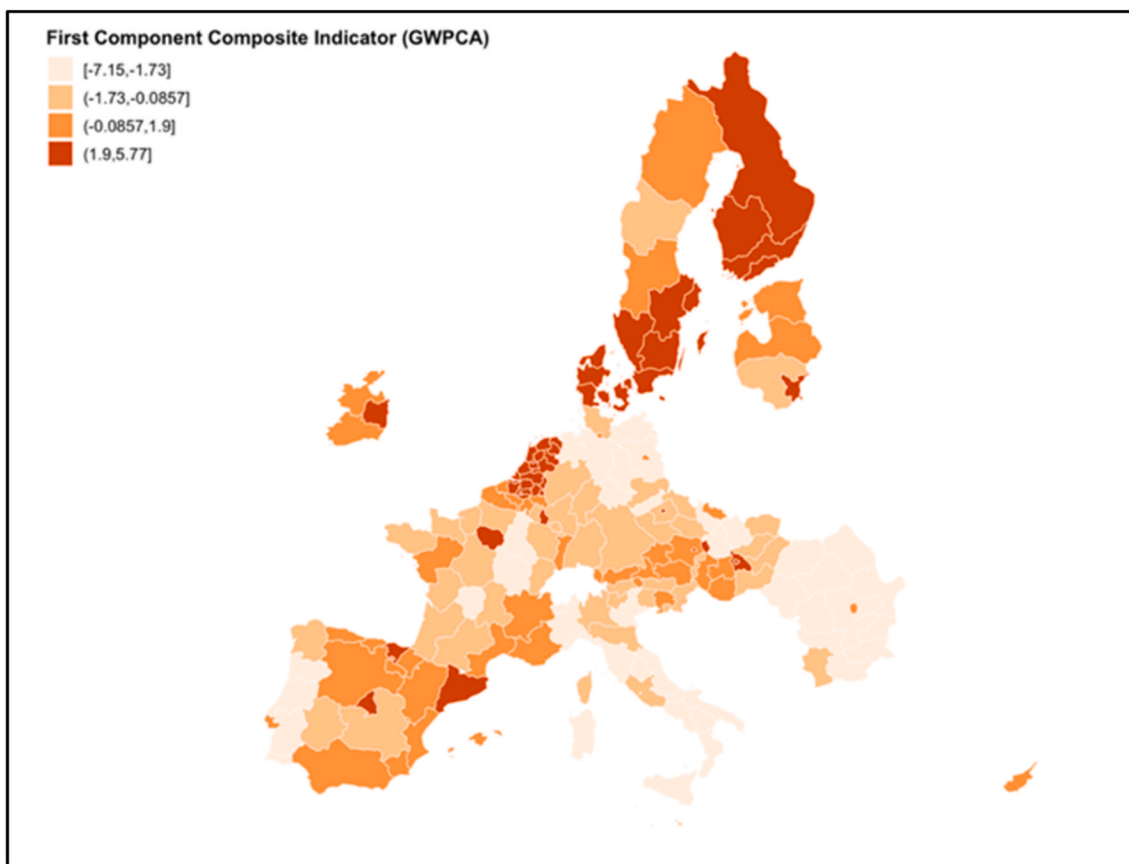 First Component Composite Indicator (GWPCA)
[-7.15,-1.73]
(-1.73,-0.0857]
(-0.0857,1.9]
(1.9,5.77]